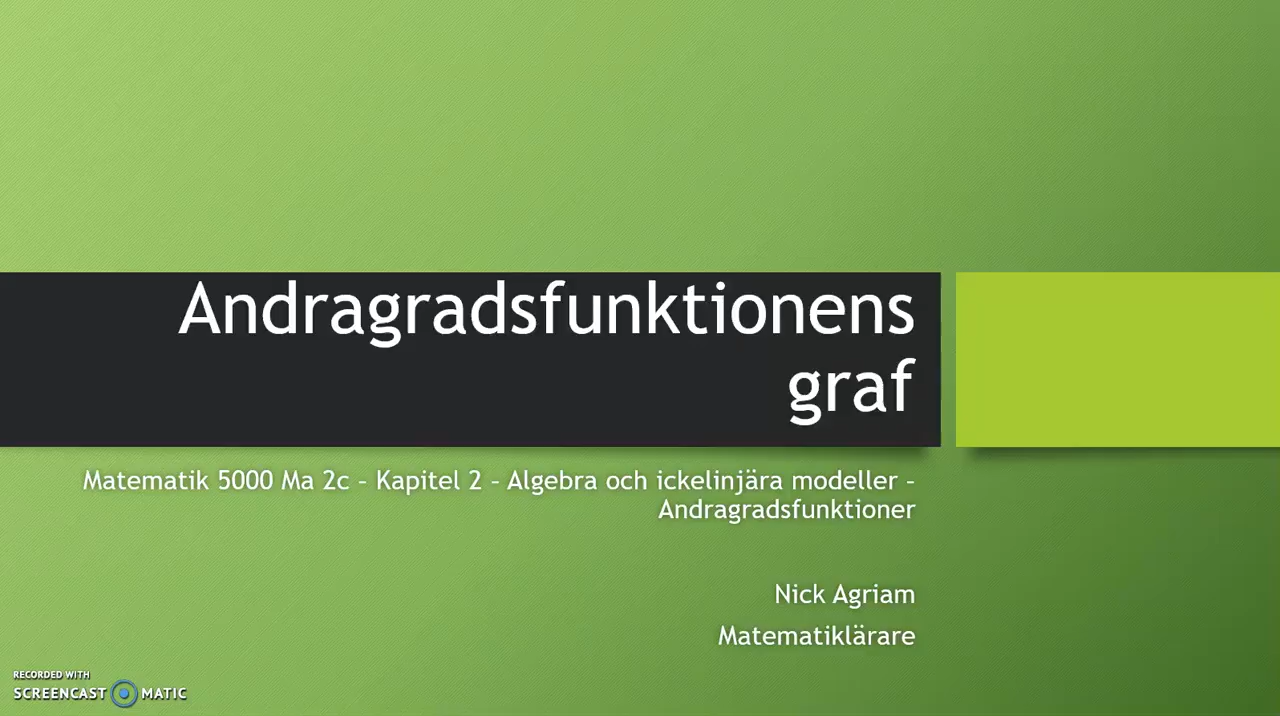 Andragradsfunktionens
graf
Matematik 5000 Ma 2c – Kapitel 2 – Algebra och ickelinjära modeller –
Andragradsfunktioner
Nick Agriam
Matematiklärare
RECORDED WITH
SCREENCAST MATIC